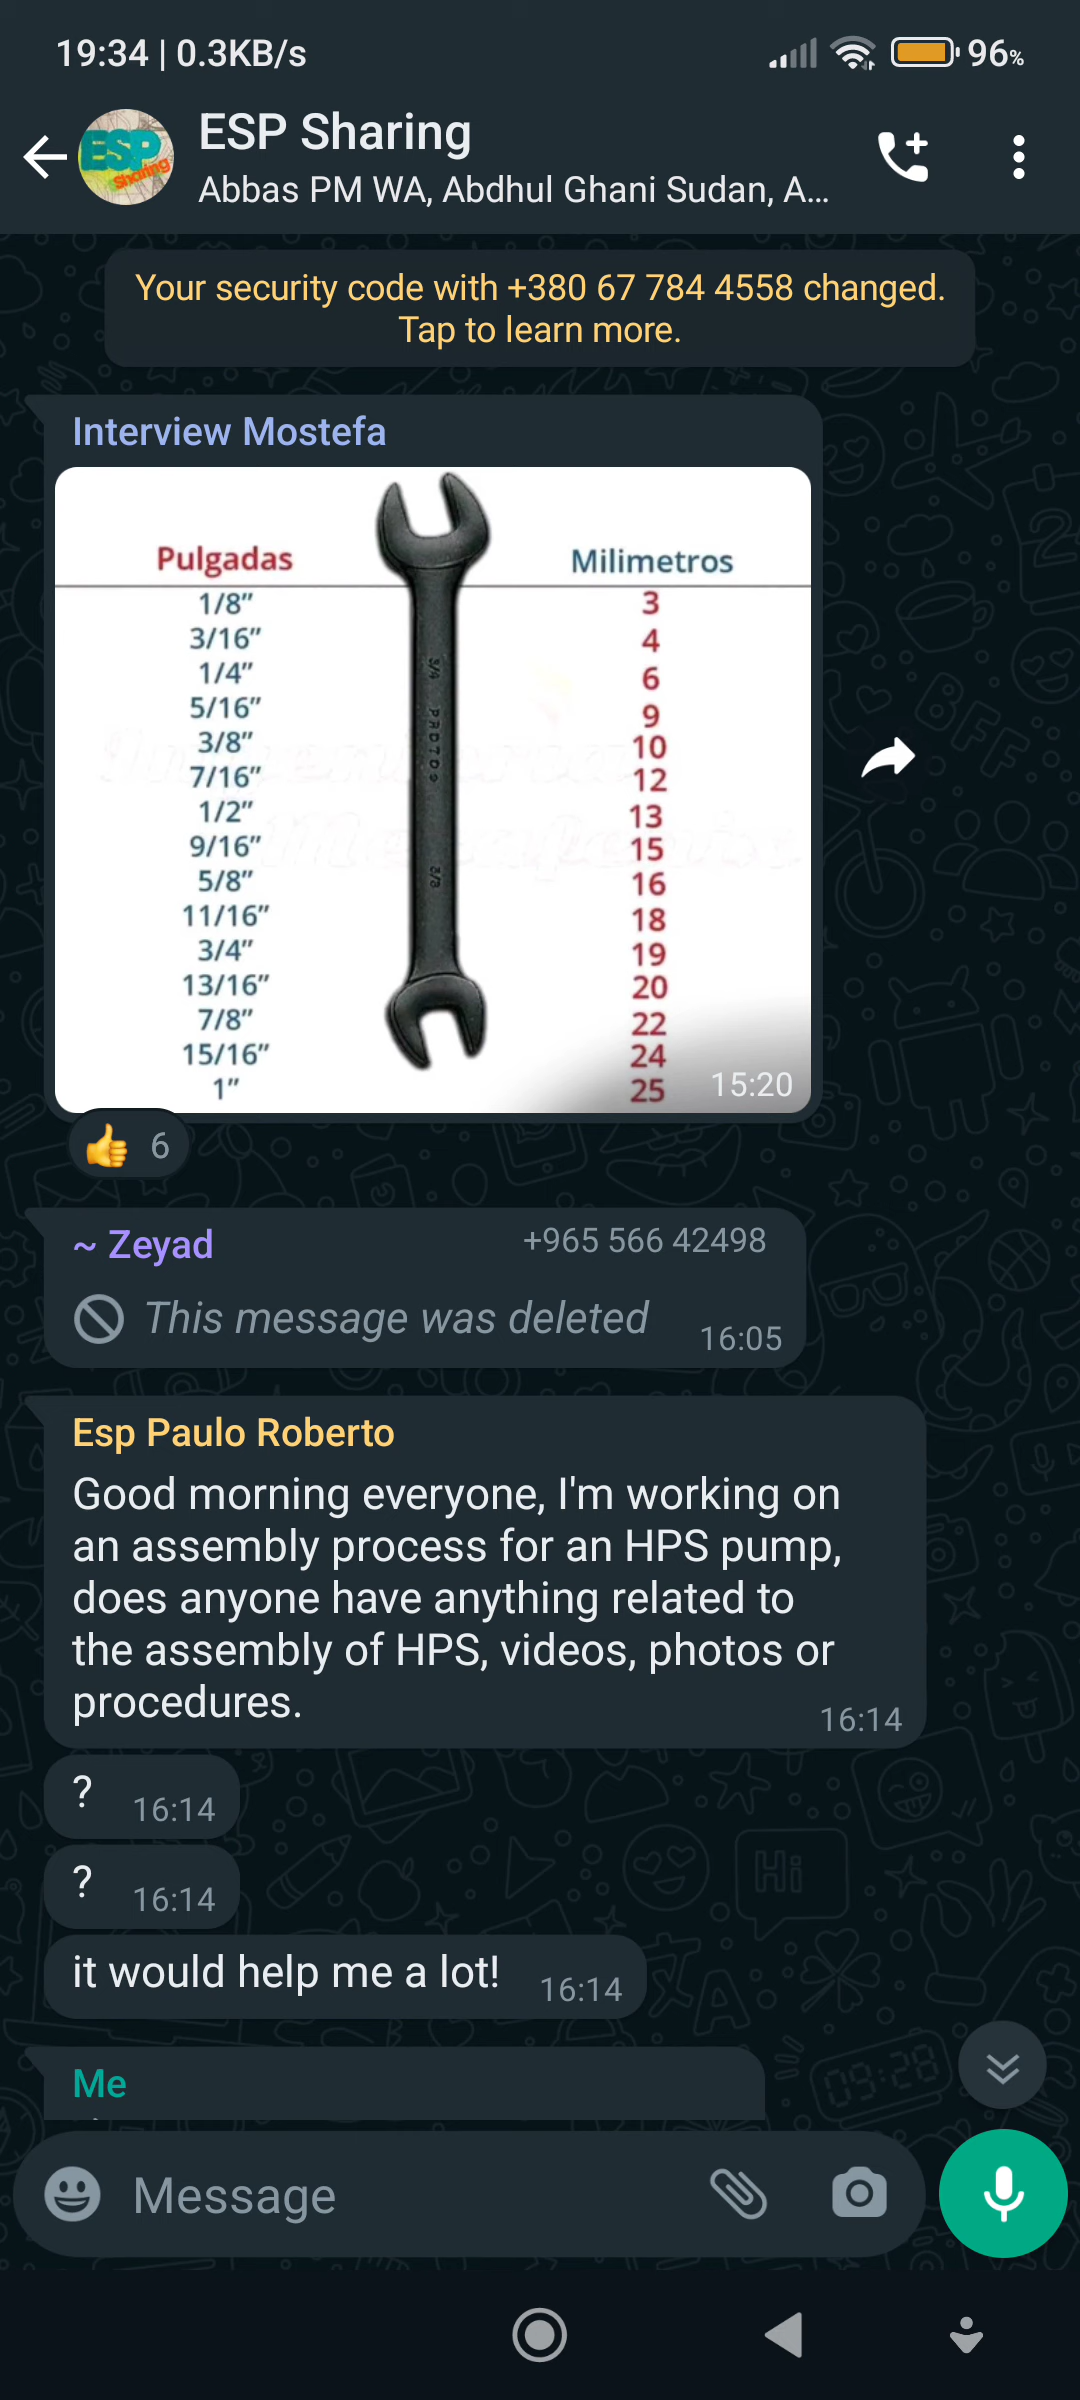 19:34 | 0.3KB/s
96%
ESP Sharing
ESP Sharing
Abbas PM WA, Abdhul Ghani Sudan, A...
Your security code with +380 67 784 4558 changed.
Tap to learn more.
Interview Mostefa
Pulgadas Milimetros
1/8” 3
3/16” 4
1/4” 6
5/16” 9
3/8” 10
7/16” 12
1/2” 13
9/16” 15
5/8” 16
11/16” 18
3/4” 19
13/16” 20
7/8” 22
15/16” 24
1” 25
15:20
👍 6
~ Zeyad +965 566 42498
This message was deleted 16:05
Esp Paulo Roberto
Good morning everyone, I'm working on
an assembly process for an HPS pump,
does anyone have anything related to
the assembly of HPS, videos, photos or
procedures.
16:14
? 16:14
? 16:14
it would help me a lot! 16:14
Me
Message